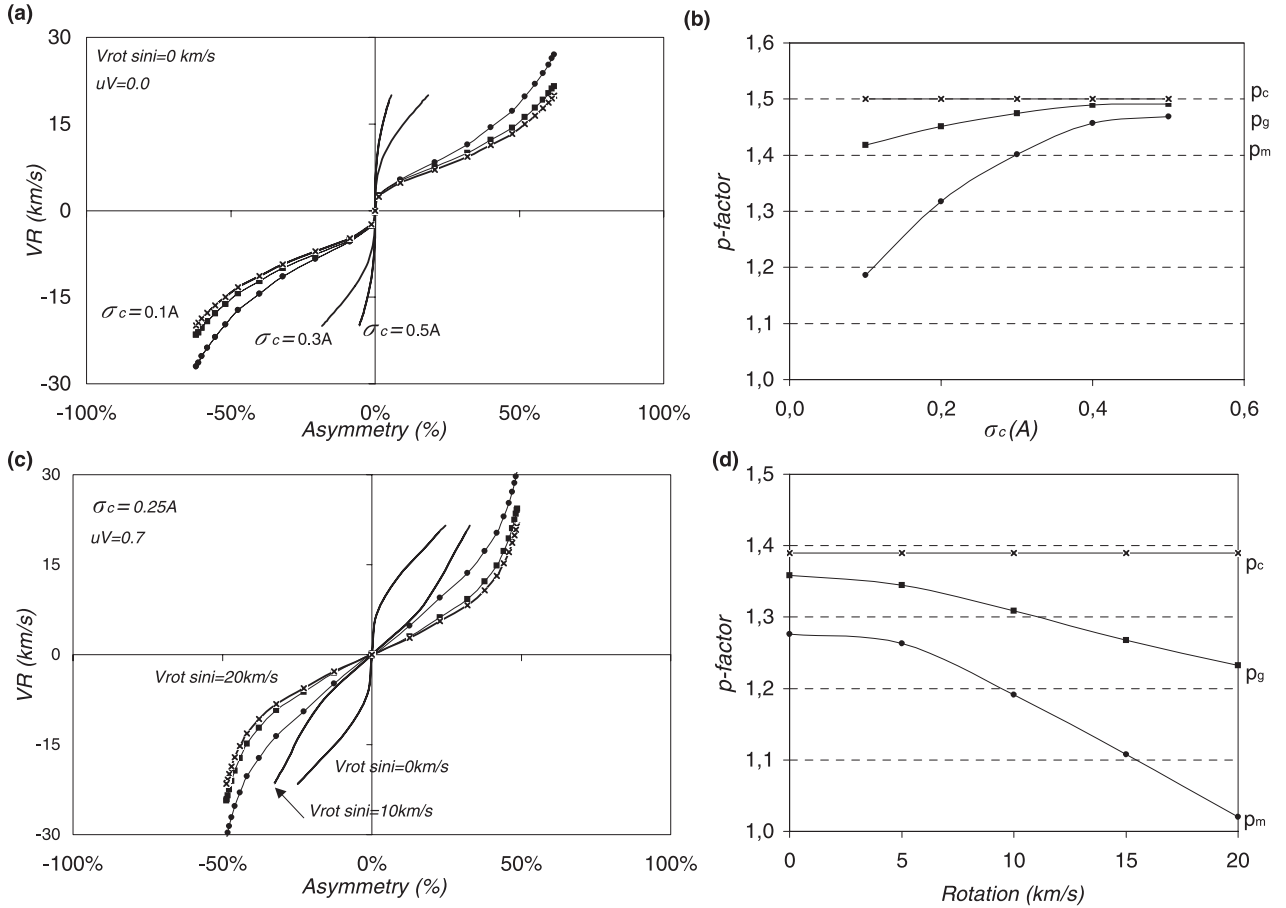 (a)
Vrot sini=0 km/s
uV=0.0
VR (km/s)
30
15
0
-15
-30
σc=0.1A
σc=0.3A
σc=0.5A
-100%
-50%
0%
50%
100%
Asymmetry (%)
(b)
p-factor
1,6
1,5
1,4
1,3
1,2
1,1
1,0
pc
pg
pm
0,0
0,2
0,4
0,6
σc(A)
(c)
σc=0.25A
uV=0.7
VR (km/s)
30
15
0
-15
-30
Vrot sini=20km/s
Vrot sini=0km/s
Vrot sini=10km/s
-100%
-50%
0%
50%
100%
Asymmetry (%)
(d)
p-factor
1,5
1,4
1,3
1,2
1,1
1,0
pc
pg
pm
0
5
10
15
20
Rotation (km/s)